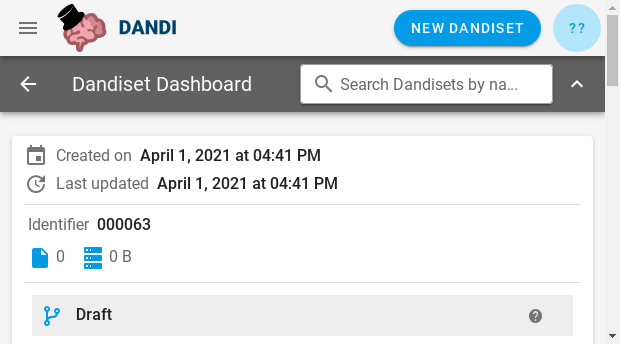 DANDI
NEW DANDISET
??
Dandiset Dashboard
Search Dandisets by na...
Created on April 1, 2021 at 04:41 PM
Last updated April 1, 2021 at 04:41 PM
Identifier 000063
0 0 B
Draft
?